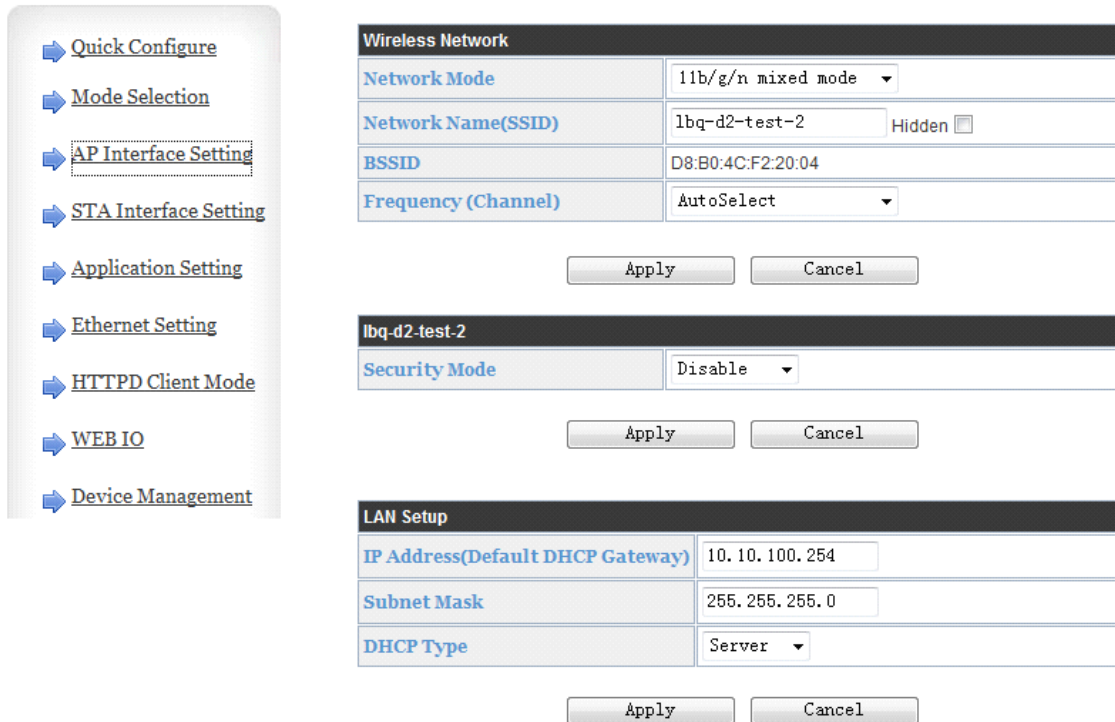 Quick Configure
Mode Selection
AP Interface Setting
STA Interface Setting
Application Setting
Ethernet Setting
HTTPD Client Mode
WEB IO
Device Management
Wireless Network
Network Mode 11b/g/n mixed mode
Network Name(SSID) lbq-d2-test-2 Hidden
BSSID D8:B0:4C:F2:20:04
Frequency (Channel) AutoSelect
Apply Cancel
lbq-d2-test-2
Security Mode Disable
Apply Cancel
LAN Setup
IP Address(Default DHCP Gateway) 10.10.100.254
Subnet Mask 255.255.255.0
DHCP Type Server
Apply Cancel